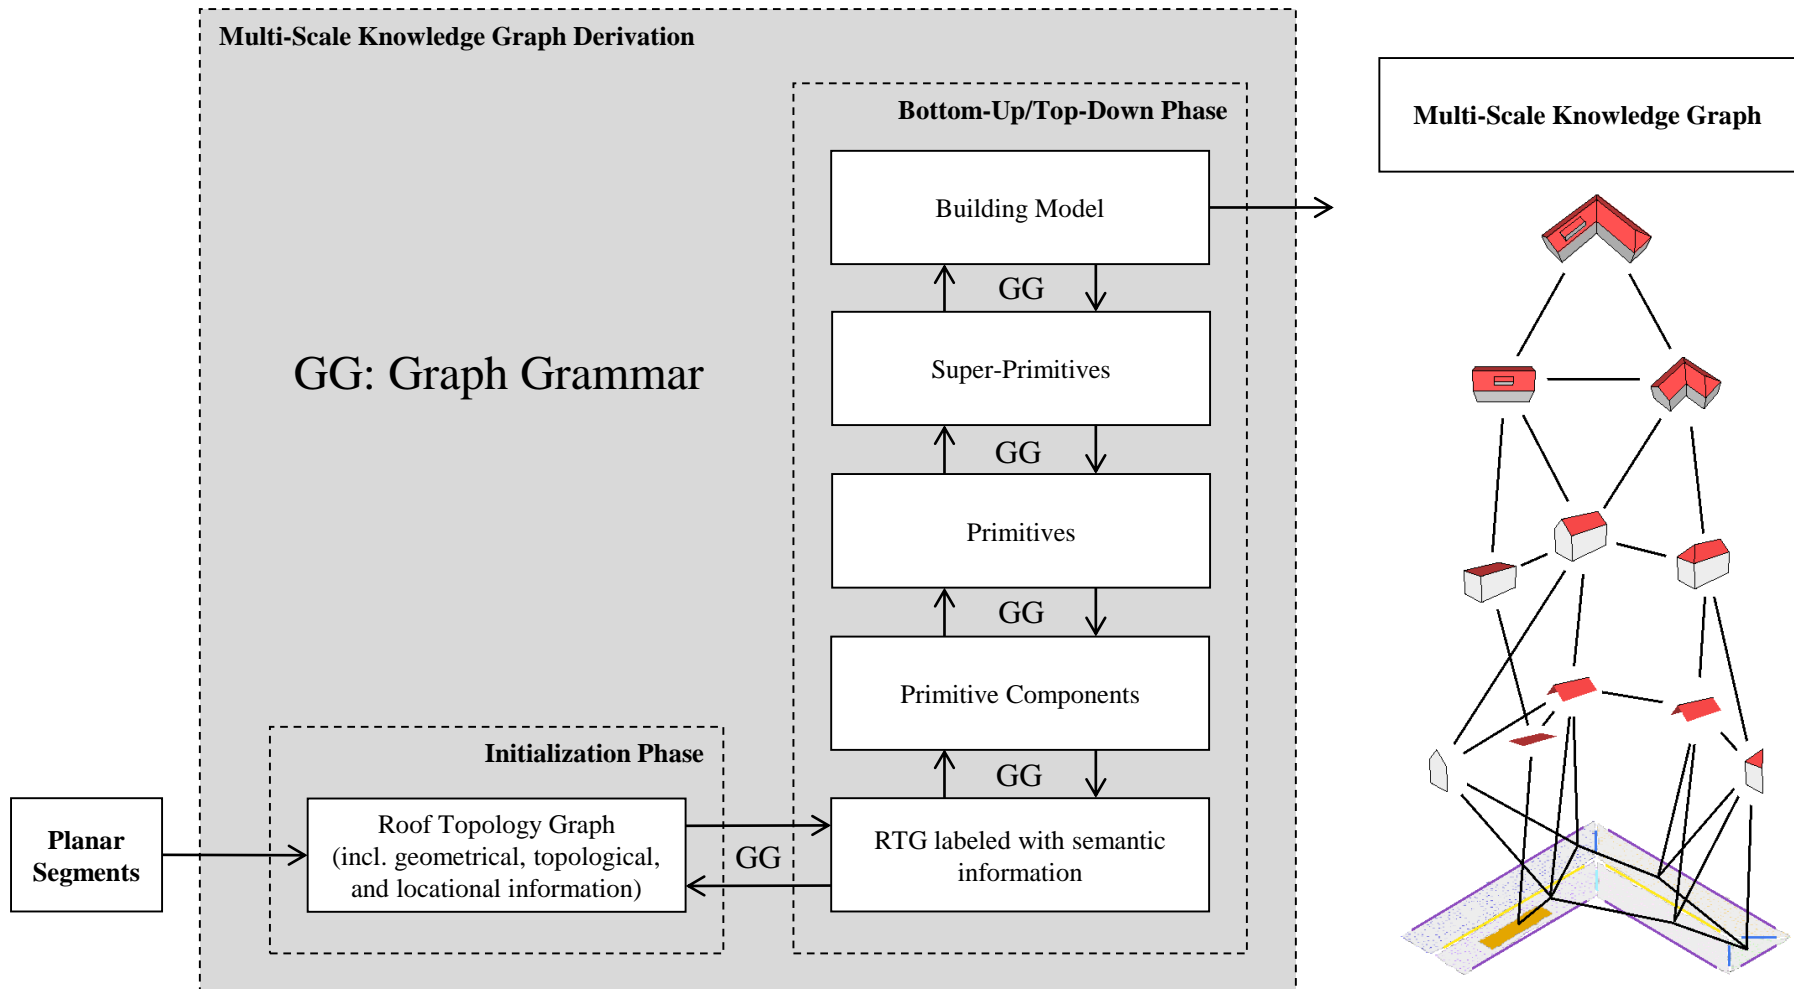 Multi-Scale Knowledge Graph Derivation
Bottom-Up/Top-Down Phase
Building Model
GG
Super-Primitives
GG: Graph Grammar
GG
Primitives
GG
Primitive Components
GG
RTG labeled with semantic
information
Initialization Phase
Roof Topology Graph
(incl. geometrical, topological,
and locational information)
GG
Planar
Segments
Multi-Scale Knowledge Graph